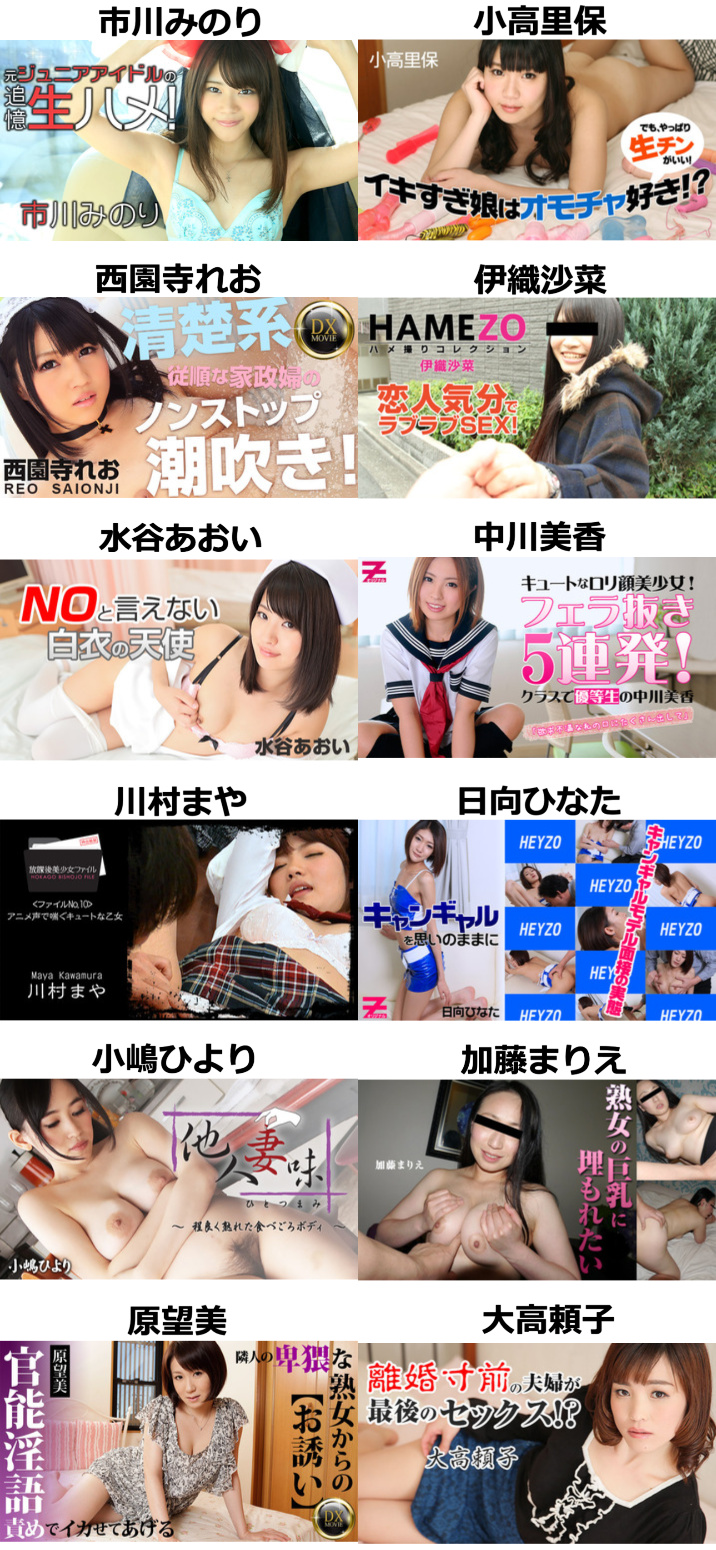 市川みのり
小高里保
元ジュニアアイドルの
追憶
生ハメ!
市川みのり
小高里保
でも、やっぱり
生チン
がいい!
イキすぎ娘はオモチャ好き!?
西園寺れお
伊織沙菜
清楚系
DX
MOVIE
従順な家政婦の
ノンストップ
潮吹き!
西園寺れお
REO SAIONJI
HAMEZO
ハメ撮りコレクション
伊織沙菜
恋人気分で
ラブラブSEX!
水谷あおい
中川美香
NOと言えない
白衣の天使
水谷あおい
Z
キュートなロリ顔美少女!
フェラ抜き
5連発!
クラスで優等生の中川美香
川村まや
日向ひなた
放課後美少女ファイル
HOKAGO BISHOJO FILE
<ファイルNo.10>
アニメ声で喘ぐキュートな乙女
Maya Kawamura
川村まや
キャンギャル
を思いのままに
Z
日向ひなた
HEYZO
HEYZO
HEYZO
HEYZO
HEYZO
HEYZO
HEYZO
キャンギャルモデル面接の実態
小嶋ひより
加藤まりえ
他人妻味
ひとつまみ
~ 程良く熟れた食べごろボディ ~
小嶋ひより
加藤まりえ
熟女の巨乳に
埋もれたい
原望美
大高頼子
原望美
官能淫語
責めでイカせてあげる
隣人の卑猥な熟女からの
【お誘い】
DX
MOVIE
離婚寸前の夫婦が
最後のセックス!?
大高頼子